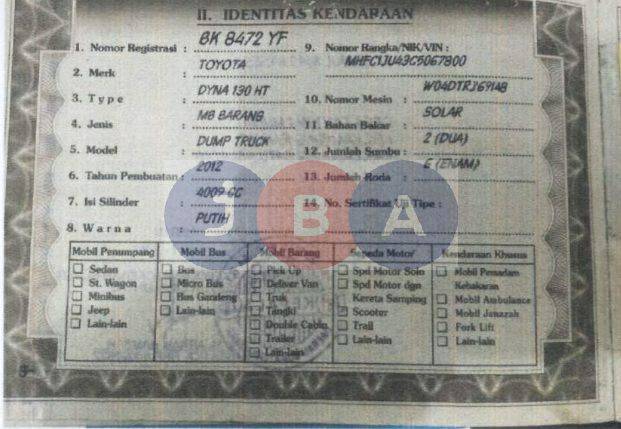 II. IDENTITAS KENDARAAN
1. Nomor Registrasi : BK 8472 YF 9. Nomor Rangka/NIK/VIN :
2. Merk : TOYOTA MHFC1JU43C5067800
3. Type : DYNA 130 HT 10. Nomor Mesin : W04DTRJ69148
4. Jenis : MB BARANG 11. Bahan Bakar : SOLAR
5. Model : DUMP TRUCK 12. Jumlah Sumbu : 2 (DUA)
6. Tahun Pembuatan : 2012 13. Jumlah Roda : 6 (ENAM)
7. Isi Silinder : 4009 CC 14. No. Sertifikat Uji Tipe :
8. Warna : PUTIH
JBA
Mobil Penumpang Mobil Bus Mobil Barang Sepeda Motor Kendaraan Khusus
Sedan Bus Pick Up Spd Motor Solo Mobil Pemadam
St. Wagon Micro Bus Deliver Van Spd Motor dgn Kebakaran
Minibus Bus Gandeng Truk Kereta Samping Mobil Ambulance
Jeep Lain-lain Tangki Scooter Mobil Jenazah
Lain-lain Double Cabin Trail Fork Lift
Trailer Lain-lain Lain-lain
Lain-lain